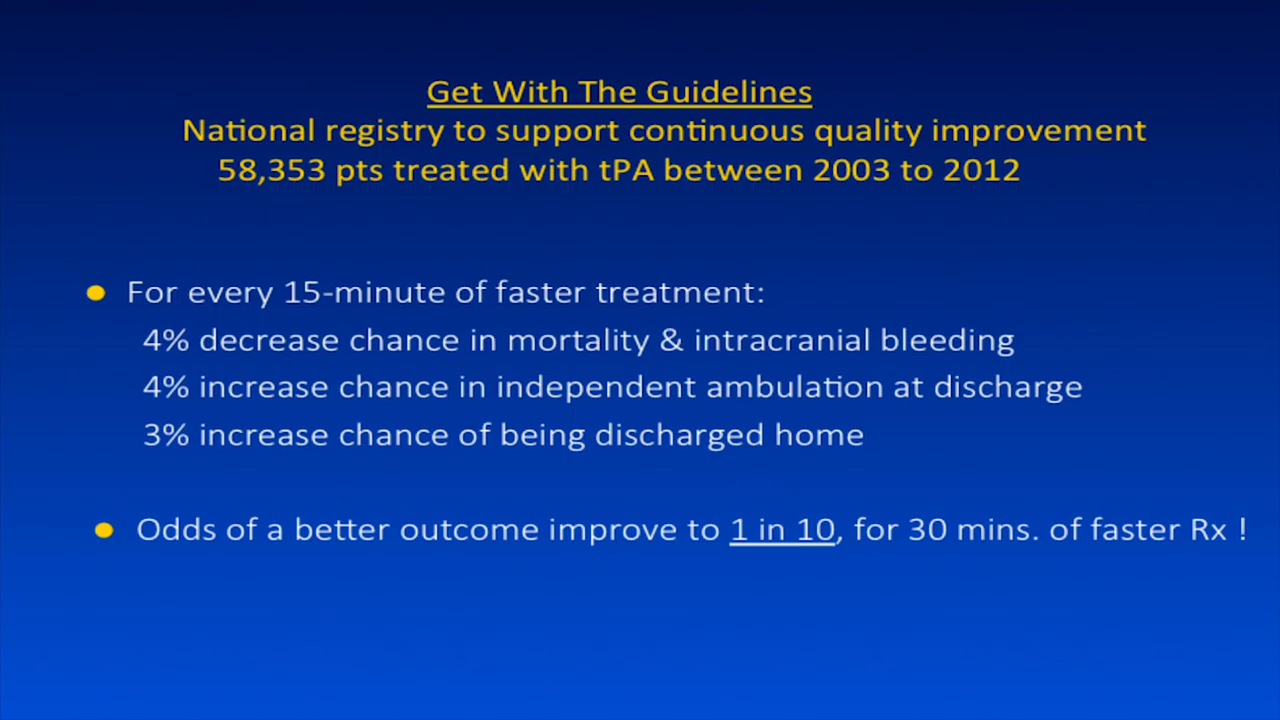 Get With The Guidelines
National registry to support continuous quality improvement
58,353 pts treated with tPA between 2003 to 2012
For every 15-minute of faster treatment:
4% decrease chance in mortality & intracranial bleeding
4% increase chance in independent ambulation at discharge
3% increase chance of being discharged home
Odds of a better outcome improve to 1 in 10, for 30 mins. of faster Rx !